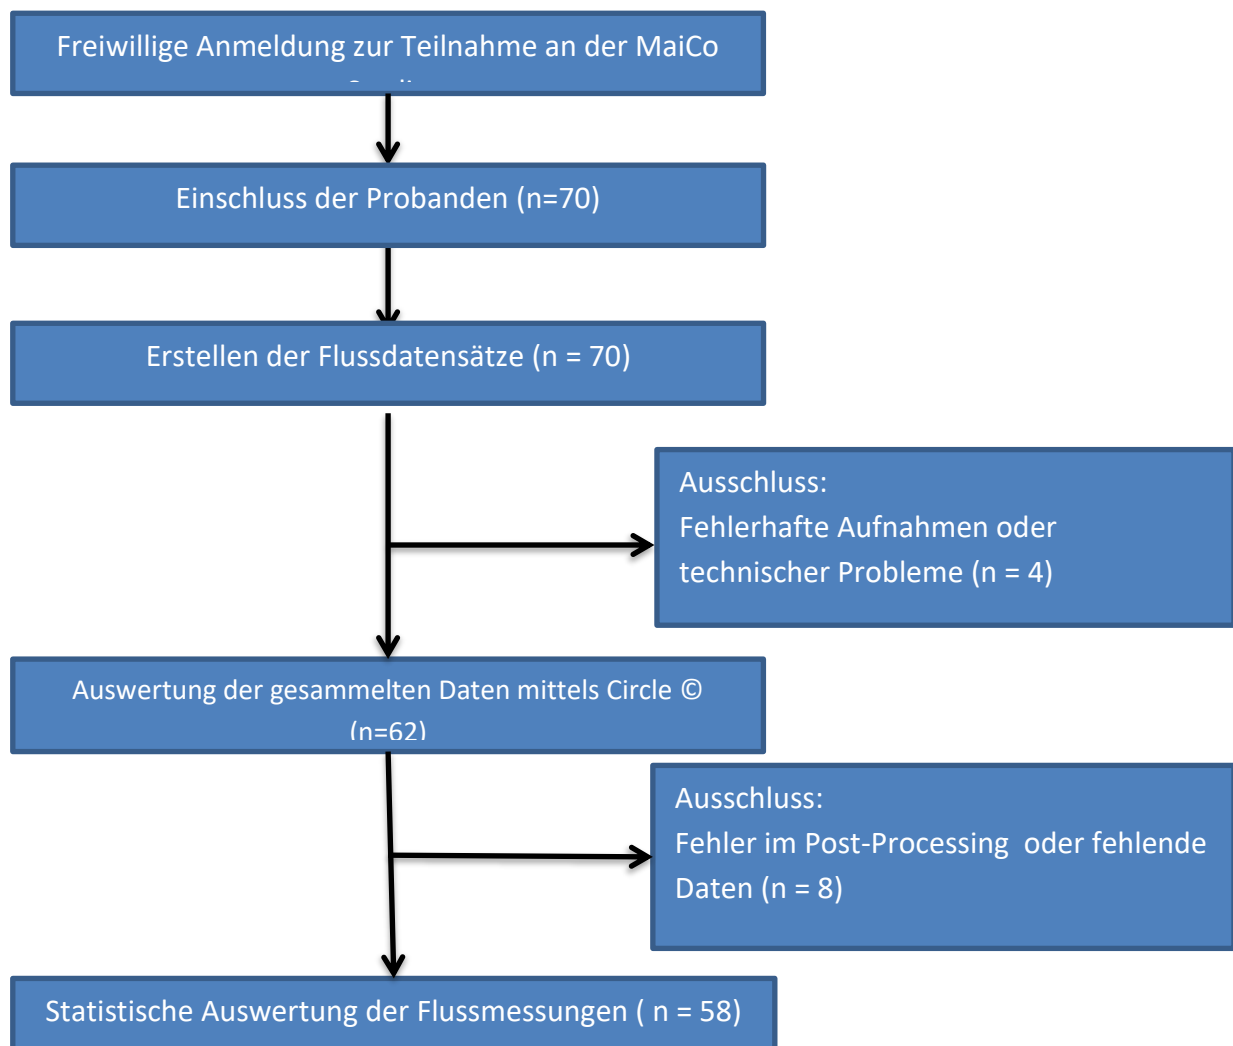 Freiwillige Anmeldung zur Teilnahme an der MaiCo
Einschluss der Probanden (n=70)
Erstellen der Flussdatensätze (n = 70)
Ausschluss:
Fehlerhafte Aufnahmen oder
technischer Probleme (n = 4)
Auswertung der gesammelten Daten mittels Circle ©
(n=62)
Ausschluss:
Fehler im Post-Processing oder fehlende
Daten (n = 8)
Statistische Auswertung der Flussmessungen ( n = 58)